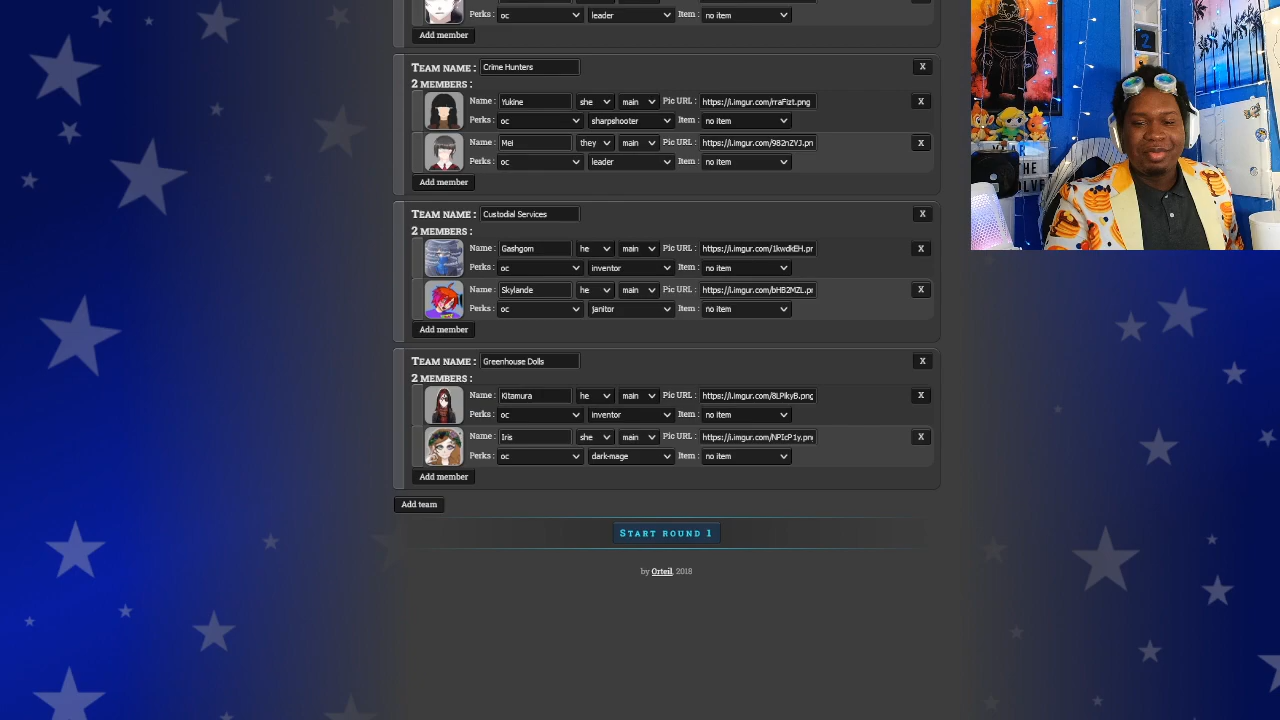 Perks : oc leader Item : no item
Add member
Team name : Crime Hunters X
2 members :
Name : Yukine she main Pic URL : https://i.imgur.com/rraFizt.png X
Perks : oc sharpshooter Item : no item
Name : Mei they main Pic URL : https://i.imgur.com/982nZYJ.pn X
Perks : oc leader Item : no item
Add member
Team name : Custodial Services X
2 members :
Name : Gashgom he main Pic URL : https://i.imgur.com/1kwdkEH.pr X
Perks : oc inventor Item : no item
Name : Skylande he main Pic URL : https://i.imgur.com/bHB2MZL.pr X
Perks : oc janitor Item : no item
Add member
Team name : Greenhouse Dolls X
2 members :
Name : Kitamura he main Pic URL : https://i.imgur.com/8LPikyB.png X
Perks : oc inventor Item : no item
Name : Iris she main Pic URL : https://i.imgur.com/NPIcP1y.pn X
Perks : oc dark-mage Item : no item
Add member
Add team
Start round 1
by Orteil, 2018
2
THE